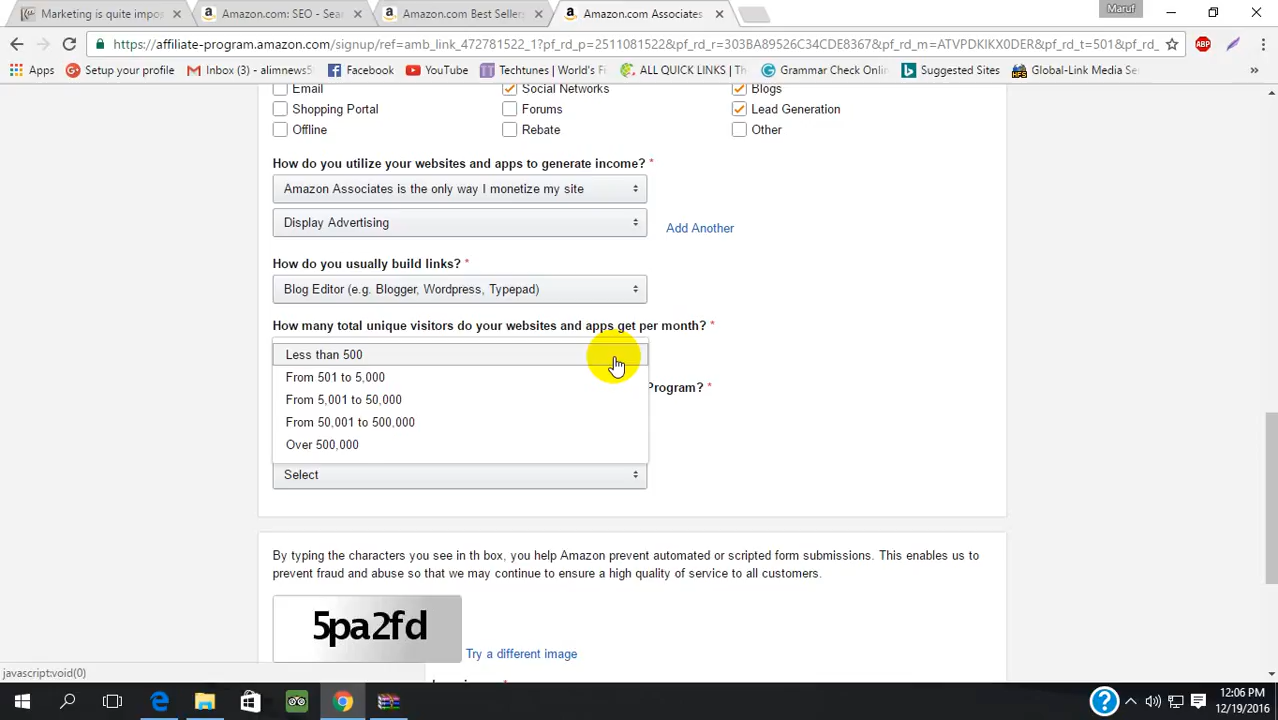 Marketing is quite impos
Amazon.com: SEO - Sear
Amazon.com Best Sellers
Amazon.com Associates
Maruf
https://affiliate-program.amazon.com/signup/ref=amb_link_472781522_1?pf_rd_p=2511081522&pf_rd_r=303BA89526C34CDE8367&pf_rd_m=ATVPDKIKX0DER&pf_rd_t=501&pf_rd_
ABP
Apps Setup your profile Inbox (3) - alimnews5 Facebook YouTube Techtunes | World's Fi ALL QUICK LINKS | Th Grammar Check Onlin Suggested Sites Global-Link Media Se
Email Social Networks Blogs
Shopping Portal Forums Lead Generation
Offline Rebate Other
How do you utilize your websites and apps to generate income? *
Amazon Associates is the only way I monetize my site
Display Advertising
Add Another
How do you usually build links? *
Blog Editor (e.g. Blogger, Wordpress, Typepad)
How many total unique visitors do your websites and apps get per month? *
Less than 500
From 501 to 5,000
Program? *
From 5,001 to 50,000
From 50,001 to 500,000
Over 500,000
Select
By typing the characters you see in th box, you help Amazon prevent automated or scripted form submissions. This enables us to
prevent fraud and abuse so that we may continue to ensure a high quality of service to all customers.
5pa2fd
Try a different image
javascript:void(0)
12:06 PM
12/19/2016